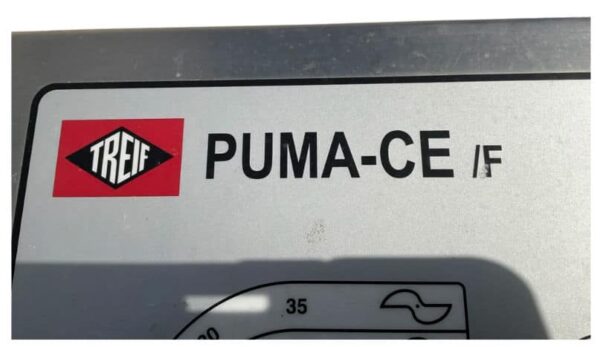 TREIF
PUMA-CE /F
35